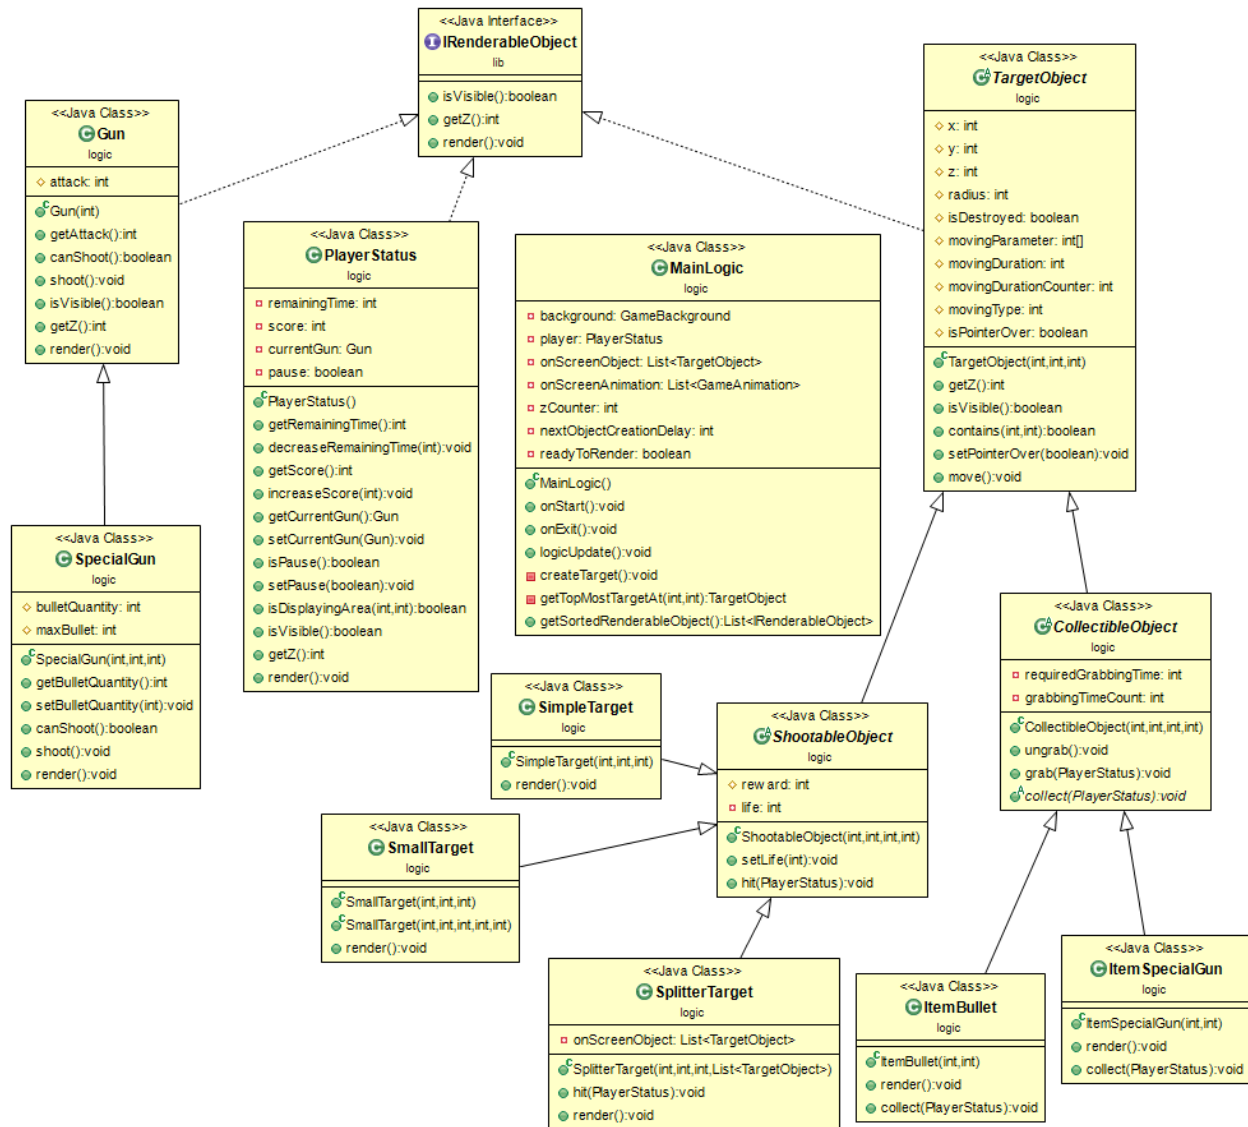 <<Java Interface>>
IRenderableObject
lib
isVisible():boolean
getZ():int
render():void
<<Java Class>>
TargetObject
logic
x: int
y: int
z: int
radius: int
isDestroyed: boolean
movingParameter: int[]
movingDuration: int
movingDurationCounter: int
movingType: int
isPointerOver: boolean
TargetObject(int,int,int)
getZ():int
isVisible():boolean
contains(int,int):boolean
setPointerOver(boolean):void
move():void
<<Java Class>>
Gun
logic
attack: int
Gun(int)
getAttack():int
canShoot():boolean
shoot():void
isVisible():boolean
getZ():int
render():void
<<Java Class>>
PlayerStatus
logic
remainingTime: int
score: int
currentGun: Gun
pause: boolean
PlayerStatus()
getRemainingTime():int
decreaseRemainingTime(int):void
getScore():int
increaseScore(int):void
getCurrentGun():Gun
setCurrentGun(Gun):void
isPause():boolean
setPause(boolean):void
isDisplayingArea(int,int):boolean
isVisible():boolean
getZ():int
render():void
<<Java Class>>
MainLogic
logic
background: GameBackground
player: PlayerStatus
onScreenObject: List<TargetObject>
onScreenAnimation: List<GameAnimation>
zCounter: int
nextObjectCreationDelay: int
readyToRender: boolean
MainLogic()
onStart():void
onExit():void
logicUpdate():void
createTarget():void
getTopMostTargetAt(int,int):TargetObject
getSortedRenderableObject():List<IRenderableObject>
<<Java Class>>
SpecialGun
logic
bulletQuantity: int
maxBullet: int
SpecialGun(int,int,int)
getBulletQuantity():int
setBulletQuantity(int):void
canShoot():boolean
shoot():void
render():void
<<Java Class>>
CollectibleObject
logic
requiredGrabbingTime: int
grabbingTimeCount: int
CollectibleObject(int,int,int,int)
ungrab():void
grab(PlayerStatus):void
collect(PlayerStatus):void
<<Java Class>>
SimpleTarget
logic
SimpleTarget(int,int,int)
render():void
<<Java Class>>
ShootableObject
logic
reward: int
life: int
ShootableObject(int,int,int,int)
setLife(int):void
hit(PlayerStatus):void
<<Java Class>>
SmallTarget
logic
SmallTarget(int,int,int)
SmallTarget(int,int,int,int,int)
render():void
<<Java Class>>
SplitterTarget
logic
onScreenObject: List<TargetObject>
SplitterTarget(int,int,int,List<TargetObject>)
hit(PlayerStatus):void
render():void
<<Java Class>>
ItemBullet
logic
ItemBullet(int,int)
render():void
collect(PlayerStatus):void
<<Java Class>>
ItemSpecialGun
logic
ItemSpecialGun(int,int)
render():void
collect(PlayerStatus):void